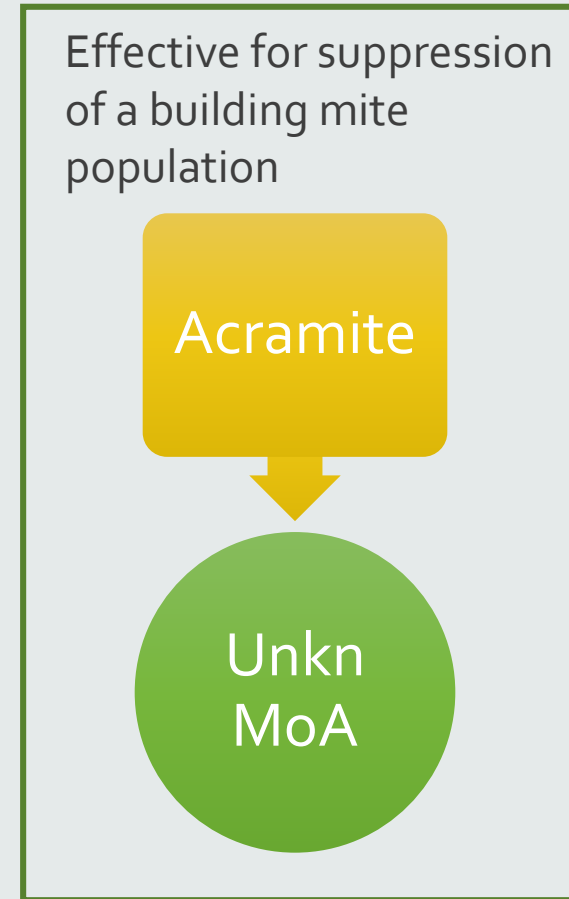 Effective for suppression
of a building mite
population
Acramite
Unkn
MoA